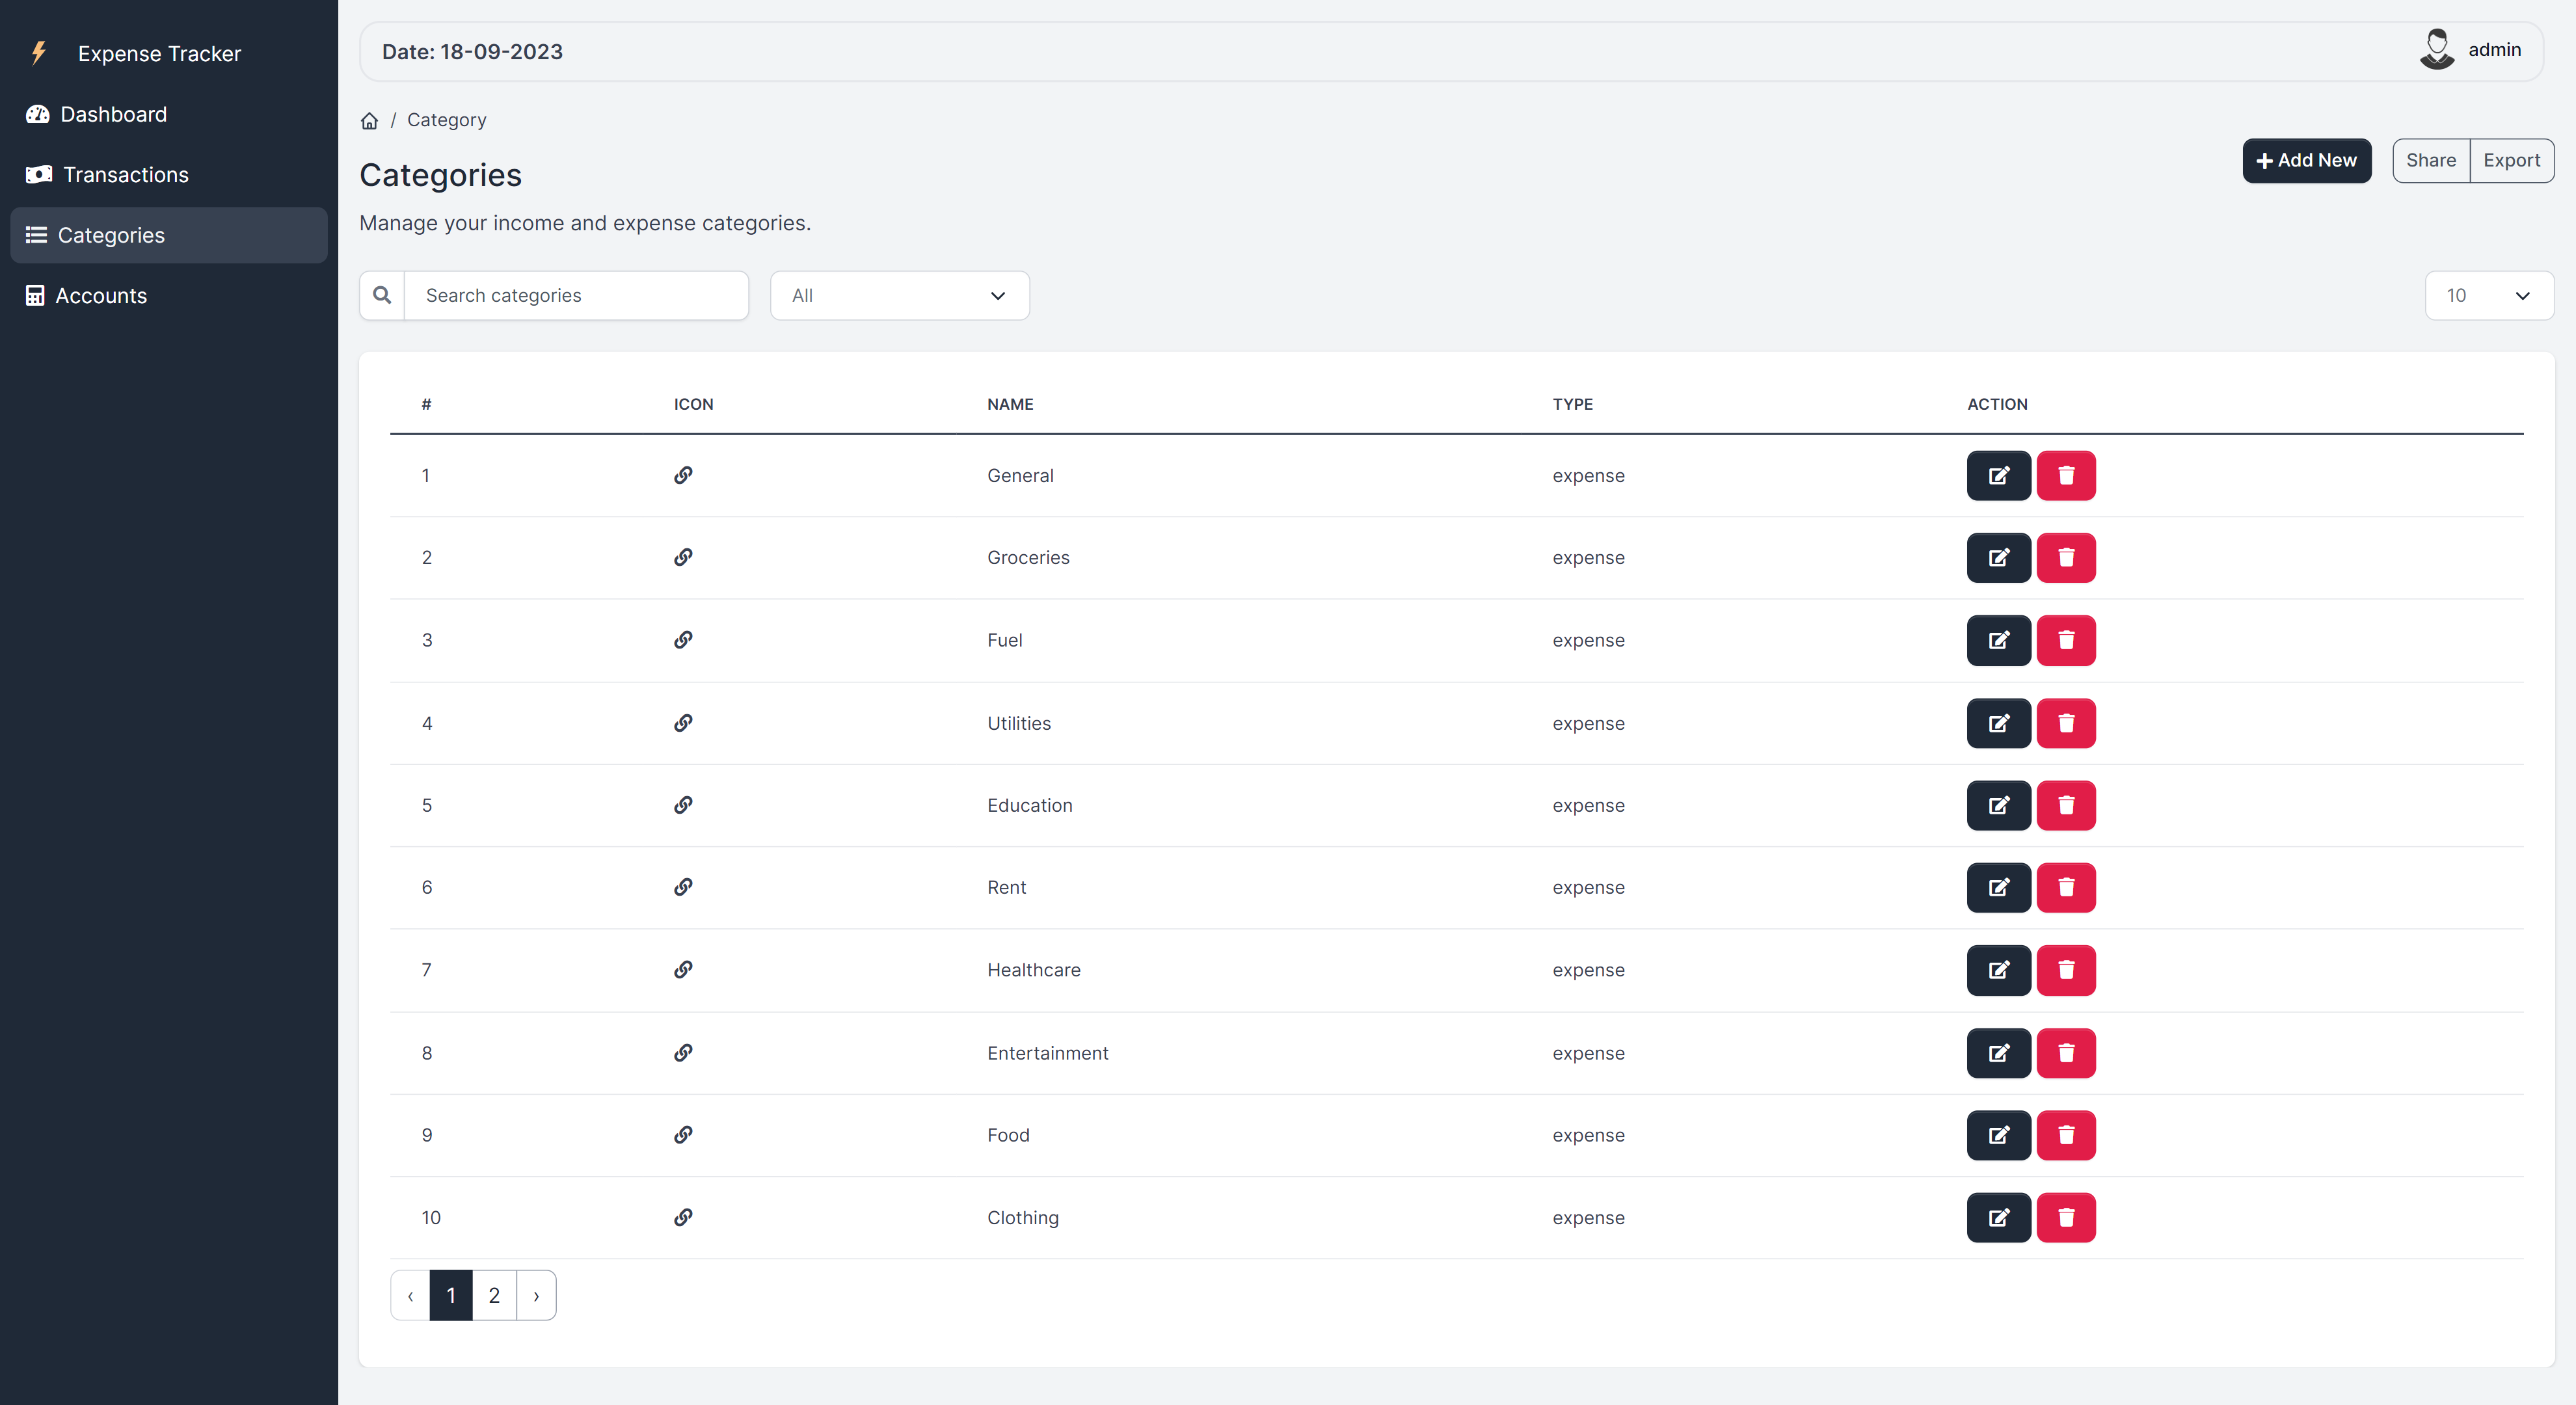 Expense Tracker
Dashboard
Transactions
Categories
Accounts
Date: 18-09-2023
admin
/ Category
Categories
Manage your income and expense categories.
Add New
Share
Export
Search categories
All
10
# ICON NAME TYPE ACTION
1 General expense
2 Groceries expense
3 Fuel expense
4 Utilities expense
5 Education expense
6 Rent expense
7 Healthcare expense
8 Entertainment expense
9 Food expense
10 Clothing expense
‹ 1 2 ›